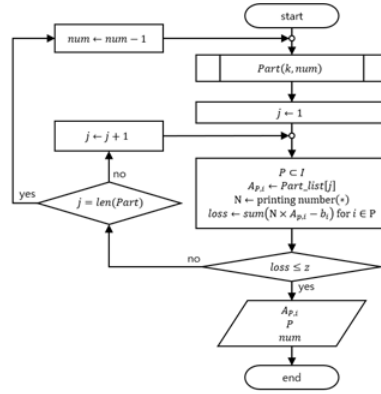 start
num ← num − 1
Part(k, num)
j ← 1
j ← j + 1
no
yes
j = len(Part)
P ⊂ I
A_{P,i} ← Part_list[j]
N ← printing number(*)
loss ← sum(N × A_{p,i} − b_i) for i ∈ P
no
loss ≤ z
yes
A_{P,i}
P
num
end